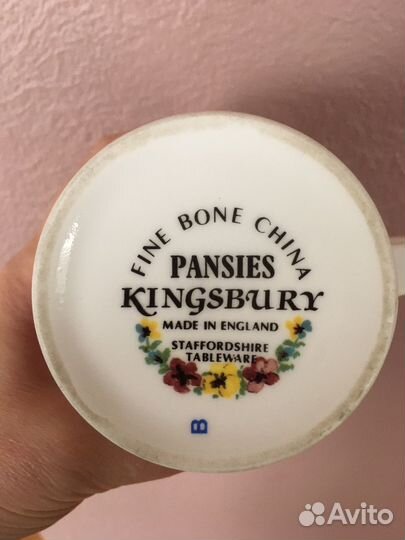 FINE BONE CHINA
PANSIES
KINGSBURY
MADE IN ENGLAND
STAFFORDSHIRE
TABLEWARE
B
Avito